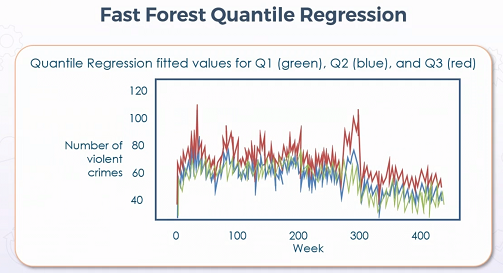 Fast Forest Quantile Regression
Quantile Regression fitted values for Q1 (green), Q2 (blue), and Q3 (red)
120
100
Number of
violent
crimes
80
60
40
0 100 200 300 400
Week